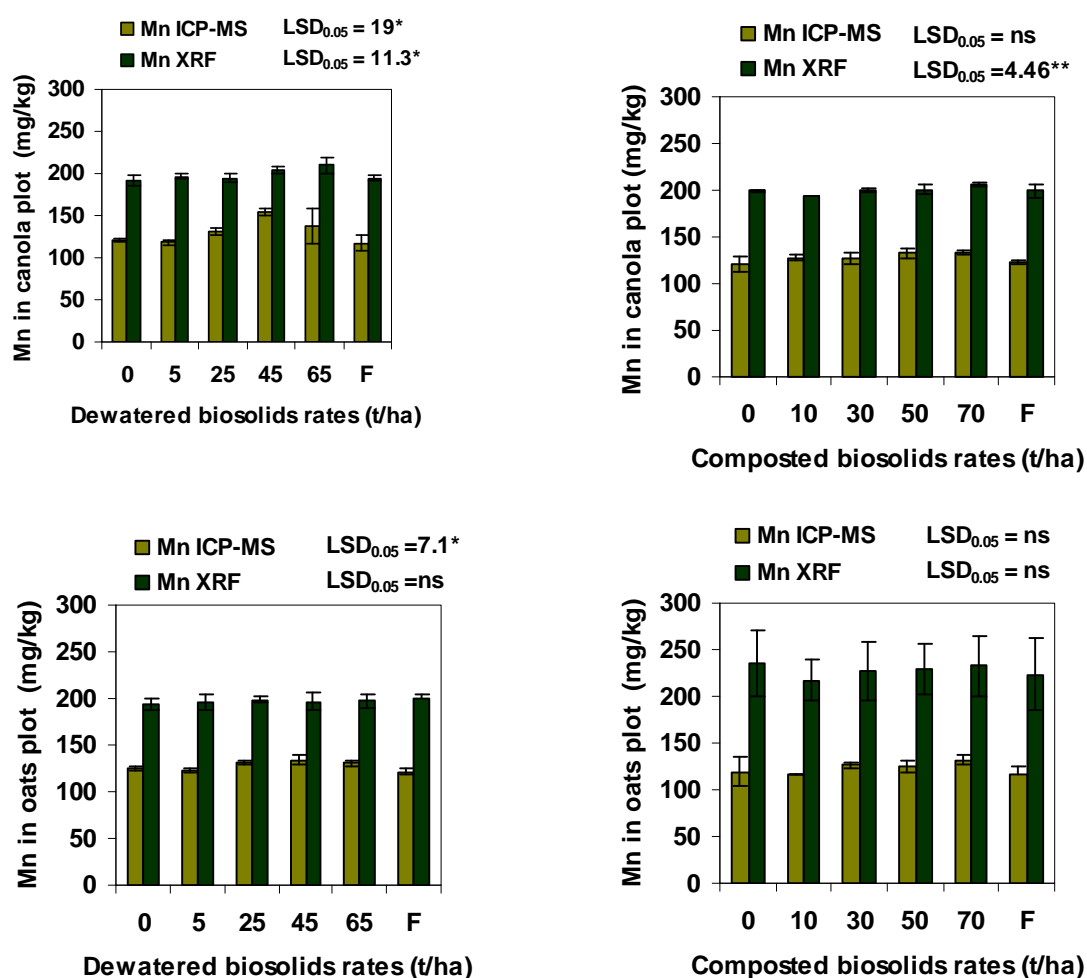 Mn ICP-MS LSD0.05 = 19*
Mn XRF LSD0.05 = 11.3*
Mn in canola plot (mg/kg)
300
250
200
150
100
50
0
0 5 25 45 65 F
Dewatered biosolids rates (t/ha)
Mn ICP-MS LSD0.05 = ns
Mn XRF LSD0.05 =4.46**
Mn in canola plot (mg/kg)
300
250
200
150
100
50
0
0 10 30 50 70 F
Composted biosolids rates (t/ha)
Mn ICP-MS LSD0.05 =7.1*
Mn XRF LSD0.05 =ns
Mn in oats plot (mg/kg)
300
250
200
150
100
50
0
0 5 25 45 65 F
Dewatered biosolids rates (t/ha)
Mn ICP-MS LSD0.05 = ns
Mn XRF LSD0.05 = ns
Mn in oats plot (mg/kg)
300
250
200
150
100
50
0
0 10 30 50 70 F
Composted biosolids rates (t/ha)